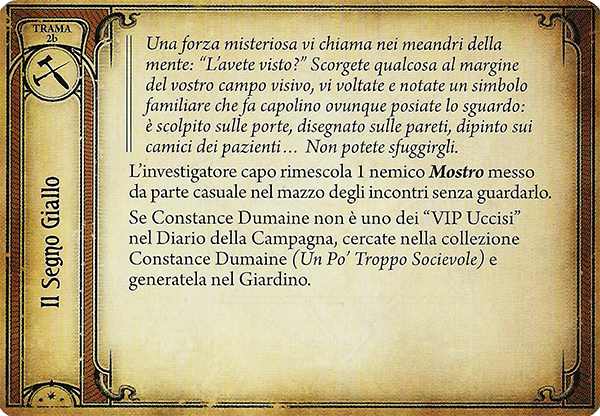 TRAMA
2b
Il Segno Giallo
Una forza misteriosa vi chiama nei meandri della
mente: “L’avete visto?” Scorgete qualcosa al margine
del vostro campo visivo, vi voltate e notate un simbolo
familiare che fa capolino ovunque posiate lo sguardo:
è scolpito sulle porte, disegnato sulle pareti, dipinto sui
camici dei pazienti… Non potete sfuggirgli.
L’investigatore capo rimescola 1 nemico Mostro messo
da parte casuale nel mazzo degli incontri senza guardarlo.
Se Constance Dumaine non è uno dei “VIP Uccisi”
nel Diario della Campagna, cercate nella collezione
Constance Dumaine (Un Po’ Troppo Socievole) e
generatela nel Giardino.